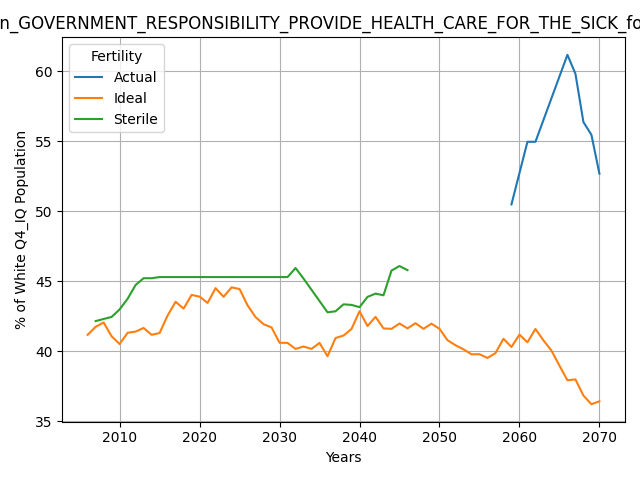 n_GOVERNMENT_RESPONSIBILITY_PROVIDE_HEALTH_CARE_FOR_THE_SICK_fo
Fertility
Actual
Ideal
Sterile
% of White Q4_IQ Population
60
55
50
45
40
35
2010 2020 2030 2040 2050 2060 2070
Years